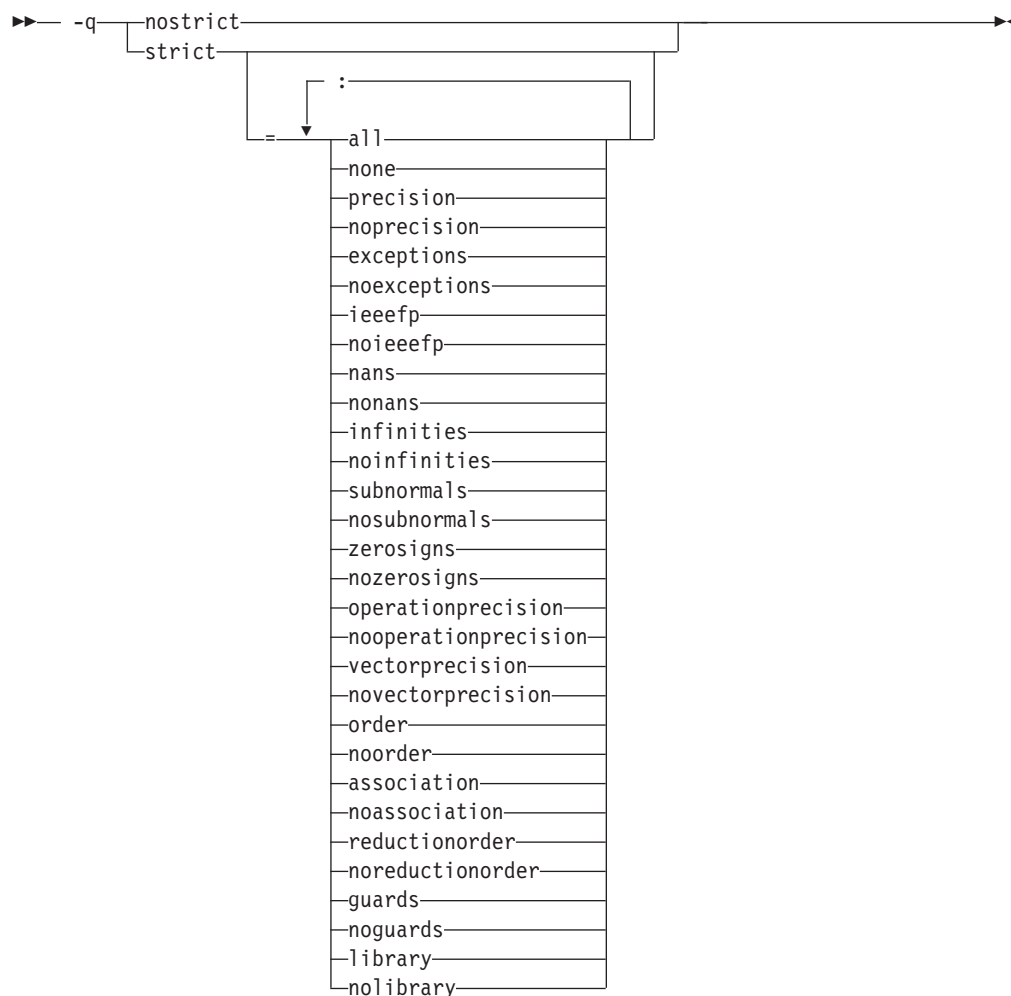 -q nostrict
strict
:
= all
none
precision
noprecision
exceptions
noexceptions
ieeefp
noieeefp
nans
nonans
infinities
noinfinities
subnormals
nosubnormals
zerosigns
nozerosigns
operationprecision
nooperationprecision
vectorprecision
novectorprecision
order
noorder
association
noassociation
reductionorder
noreductionorder
guards
noguards
library
nolibrary